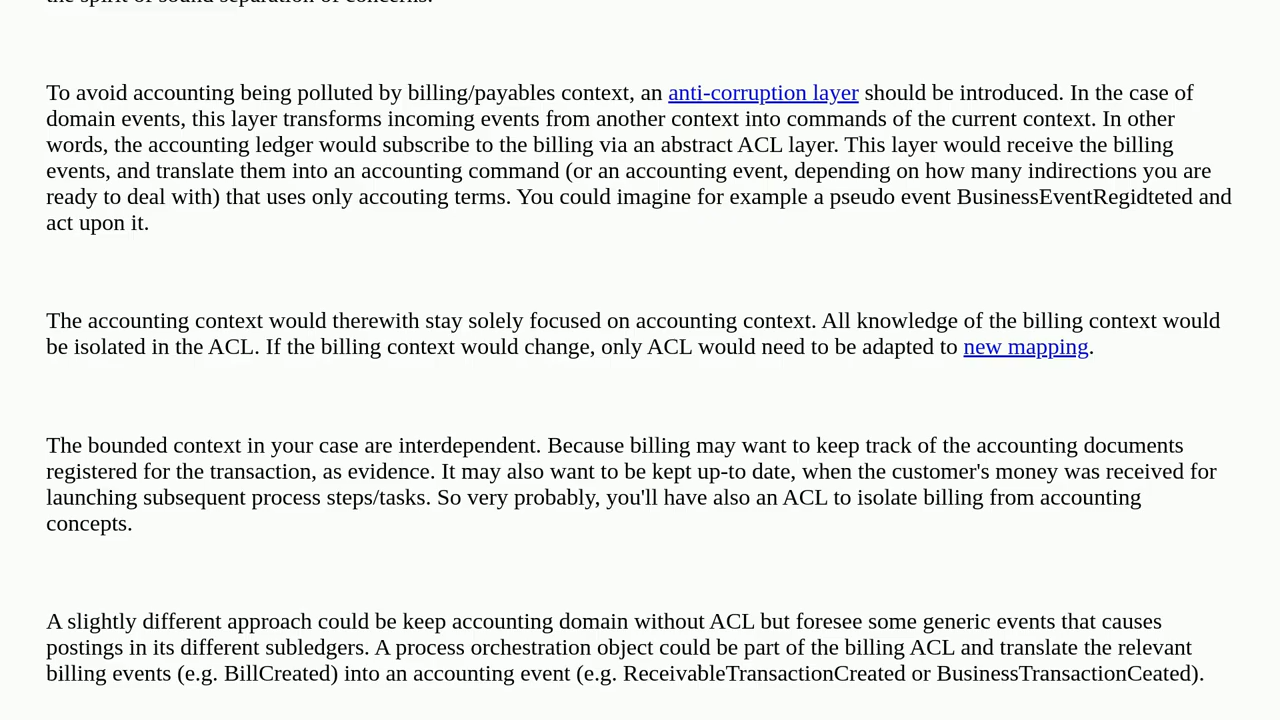 the spirit of sound separation of concerns.
To avoid accounting being polluted by billing/payables context, an anti-corruption layer should be introduced. In the case of
domain events, this layer transforms incoming events from another context into commands of the current context. In other
words, the accounting ledger would subscribe to the billing via an abstract ACL layer. This layer would receive the billing
events, and translate them into an accounting command (or an accounting event, depending on how many indirections you are
ready to deal with) that uses only accouting terms. You could imagine for example a pseudo event BusinessEventRegidteted and
act upon it.
The accounting context would therewith stay solely focused on accounting context. All knowledge of the billing context would
be isolated in the ACL. If the billing context would change, only ACL would need to be adapted to new mapping.
The bounded context in your case are interdependent. Because billing may want to keep track of the accounting documents
registered for the transaction, as evidence. It may also want to be kept up-to date, when the customer's money was received for
launching subsequent process steps/tasks. So very probably, you'll have also an ACL to isolate billing from accounting
concepts.
A slightly different approach could be keep accounting domain without ACL but foresee some generic events that causes
postings in its different subledgers. A process orchestration object could be part of the billing ACL and translate the relevant
billing events (e.g. BillCreated) into an accounting event (e.g. ReceivableTransactionCreated or BusinessTransactionCeated).